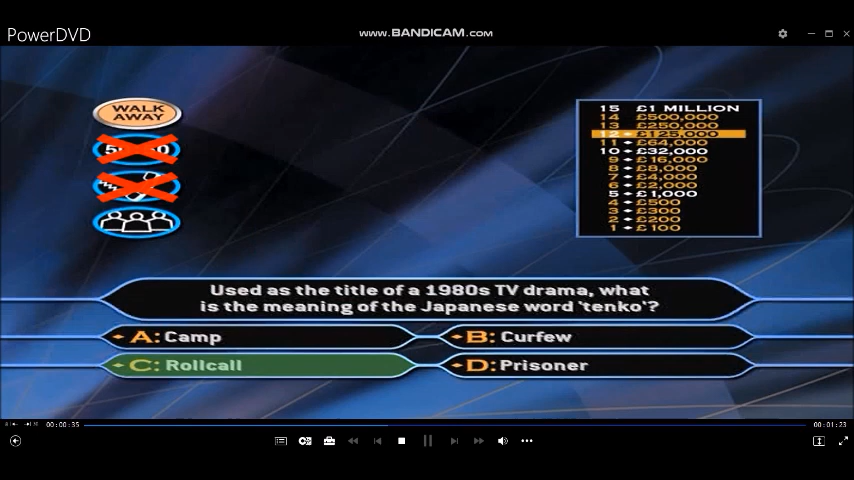 PowerDVD
www.BANDICAM.com
WALK
AWAY
15 £1 MILLION
14 £500,000
13 £250,000
12 £125,000
11 £64,000
10 £32,000
9 £16,000
8 £8,000
7 £4,000
6 £2,000
5 £1,000
4 £500
3 £300
2 £200
1 £100
Used as the title of a 1980s TV drama, what
is the meaning of the Japanese word 'tenko'?
A: Camp
B: Curfew
C: Rollcall
D: Prisoner
00:00:35
00:01:23